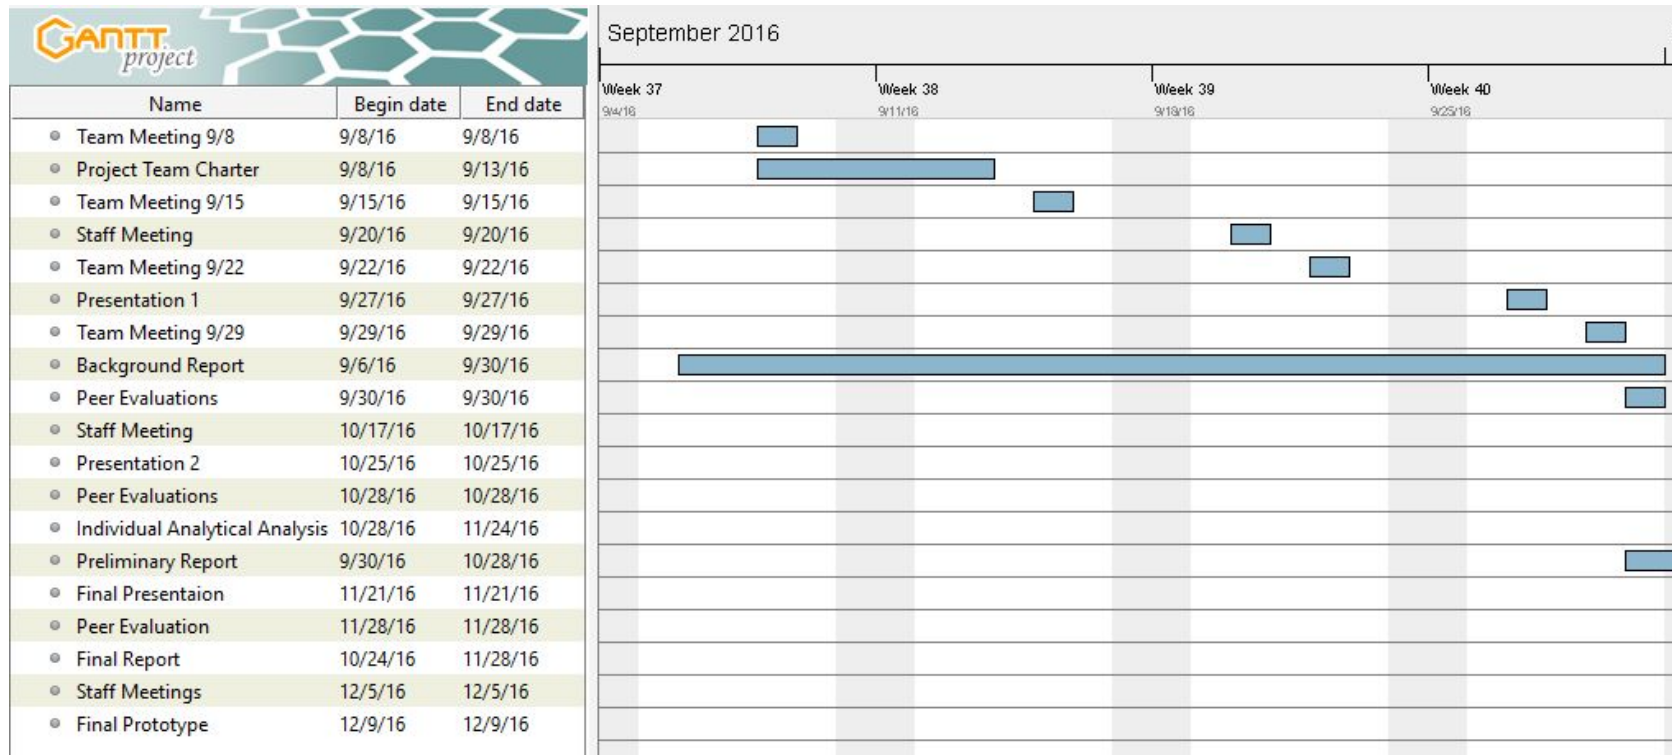 GANTT
project
September 2016
Week 37 Week 38 Week 39 Week 40
9/4/16 9/11/16 9/18/16 9/25/16
Name Begin date End date
Team Meeting 9/8 9/8/16 9/8/16
Project Team Charter 9/8/16 9/13/16
Team Meeting 9/15 9/15/16 9/15/16
Staff Meeting 9/20/16 9/20/16
Team Meeting 9/22 9/22/16 9/22/16
Presentation 1 9/27/16 9/27/16
Team Meeting 9/29 9/29/16 9/29/16
Background Report 9/6/16 9/30/16
Peer Evaluations 9/30/16 9/30/16
Staff Meeting 10/17/16 10/17/16
Presentation 2 10/25/16 10/25/16
Peer Evaluations 10/28/16 10/28/16
Individual Analytical Analysis 10/28/16 11/24/16
Preliminary Report 9/30/16 10/28/16
Final Presentaion 11/21/16 11/21/16
Peer Evaluation 11/28/16 11/28/16
Final Report 10/24/16 11/28/16
Staff Meetings 12/5/16 12/5/16
Final Prototype 12/9/16 12/9/16